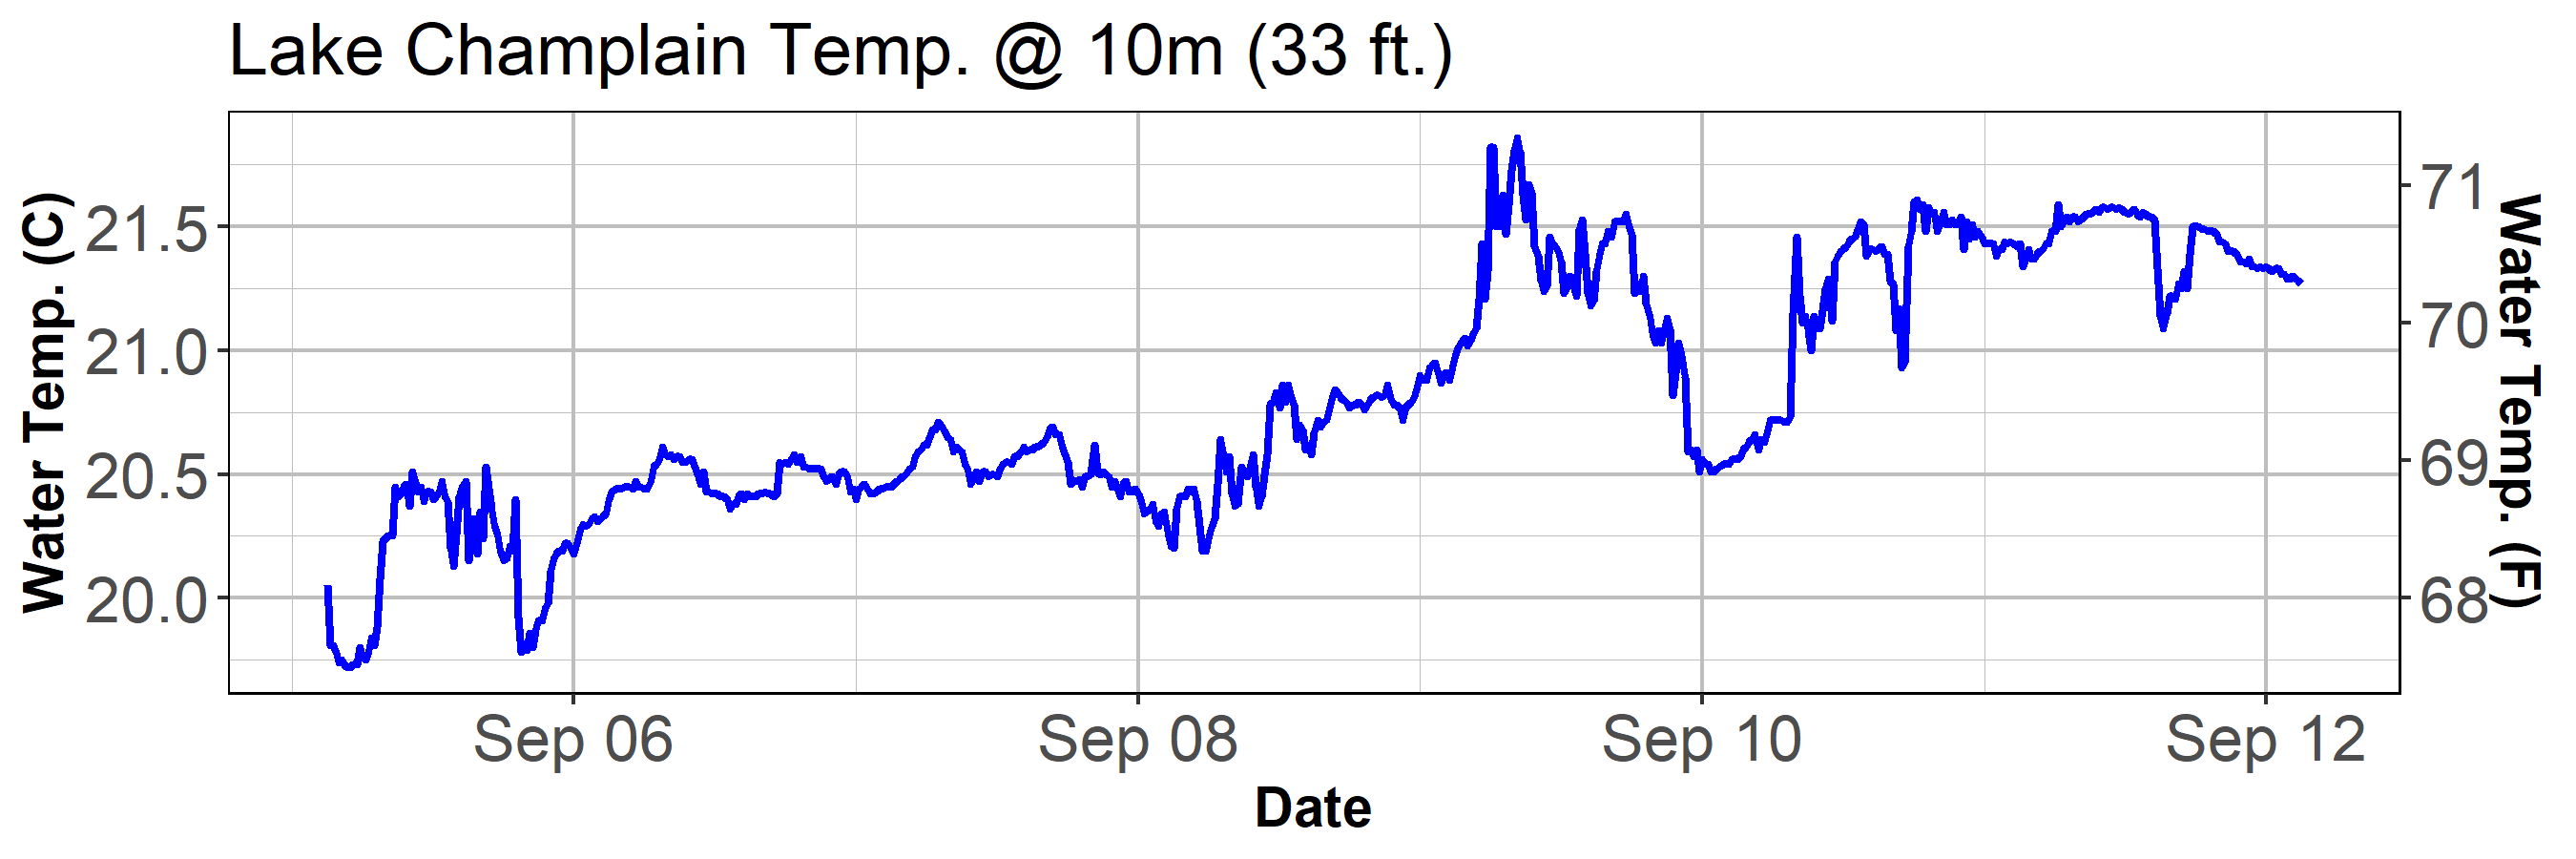 Lake Champlain Temp. @ 10m (33 ft.)
Water Temp. (C)
21.5
21.0
20.5
20.0
71
70
69
68
Water Temp. (F)
Sep 06
Sep 08
Sep 10
Sep 12
Date